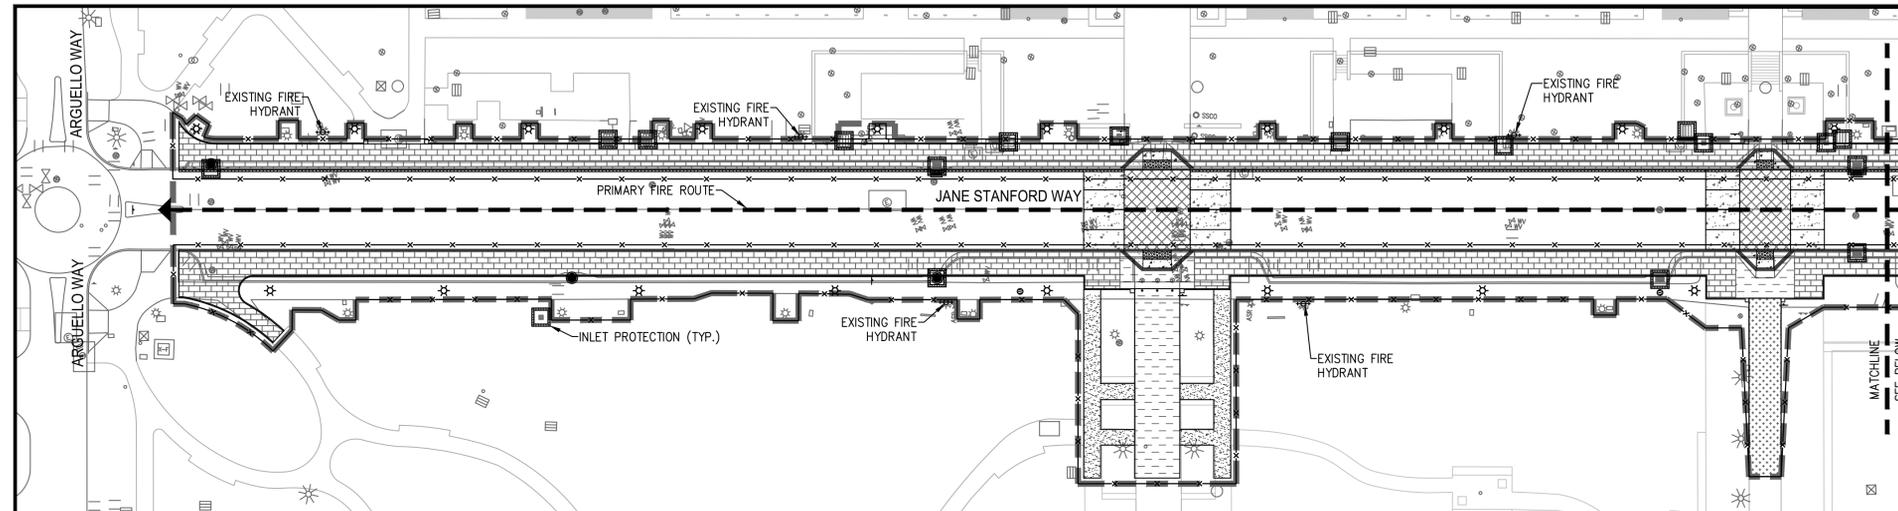 ARGUELLO WAY
EXISTING FIRE
HYDRANT
EXISTING FIRE
HYDRANT
EXISTING FIRE
HYDRANT
SSCO
PRIMARY FIRE ROUTE
JANE STANFORD WAY
ARGUELLO WAY
INLET PROTECTION (TYP.)
EXISTING FIRE
HYDRANT
EXISTING FIRE
HYDRANT
MATCHLINE